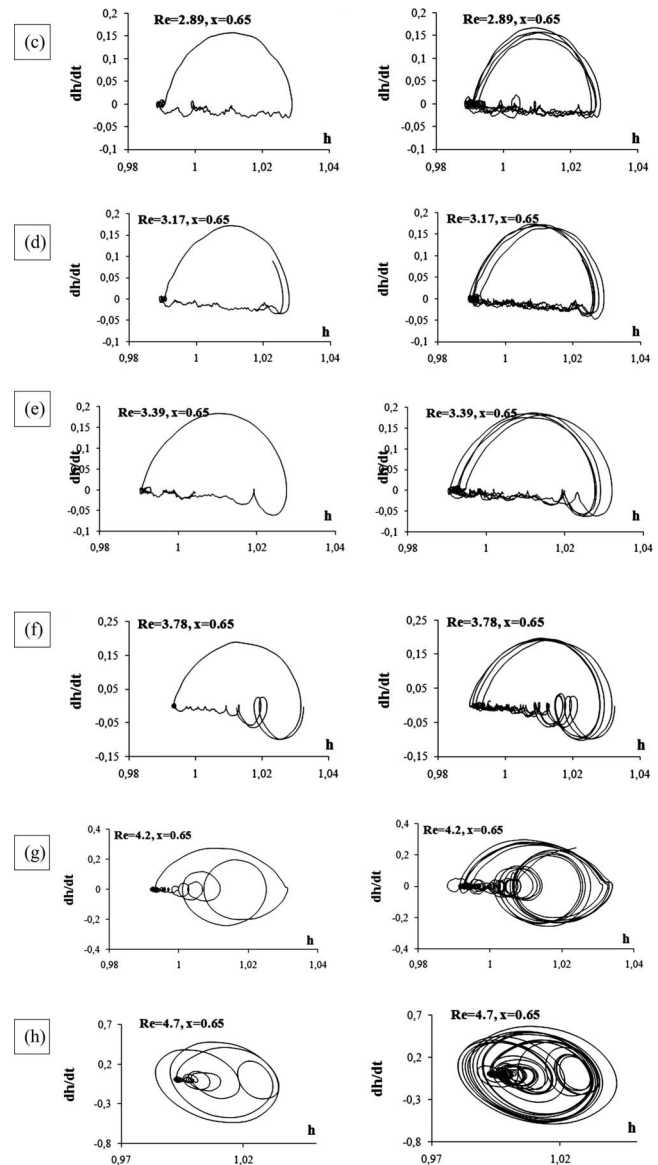 (c)
Re=2.89, x=0.65
dh/dt
0,2
0,15
0,1
0,05
0
-0,05
-0,1
0,98
1
1,02
1,04
h
Re=2.89, x=0.65
dh/dt
0,2
0,15
0,1
0,05
0
-0,05
-0,1
0,98
1
1,02
1,04
h
(d)
Re=3.17, x=0.65
dh/dt
0,2
0,15
0,1
0,05
0
-0,05
-0,1
0,98
1
1,02
1,04
h
Re=3.17, x=0.65
dh/dt
0,2
0,15
0,1
0,05
0
-0,05
-0,1
0,98
1
1,02
1,04
h
(e)
Re=3.39, x=0.65
dh/dt
0,2
0,15
0,1
0,05
0
-0,05
-0,1
0,98
1
1,02
1,04
h
Re=3.39, x=0.65
dh/dt
0,2
0,15
0,1
0,05
0
-0,05
-0,1
0,98
1
1,02
1,04
h
(f)
Re=3.78, x=0.65
dh/dt
0,25
0,15
0,05
-0,05
-0,15
0,98
1
1,02
1,04
h
Re=3.78, x=0.65
dh/dt
0,25
0,15
0,05
-0,05
-0,15
0,98
1
1,02
1,04
h
(g)
Re=4.2, x=0.65
dh/dt
0,4
0,2
0
-0,2
-0,4
0,98
1
1,02
1,04
h
Re=4.2, x=0.65
dh/dt
0,4
0,2
0
-0,2
-0,4
0,98
1
1,02
1,04
h
(h)
Re=4.7, x=0.65
dh/dt
0,7
0,2
-0,3
-0,8
0,97
1,02
h
Re=4.7, x=0.65
dh/dt
0,7
0,2
-0,3
-0,8
0,97
1,02
h